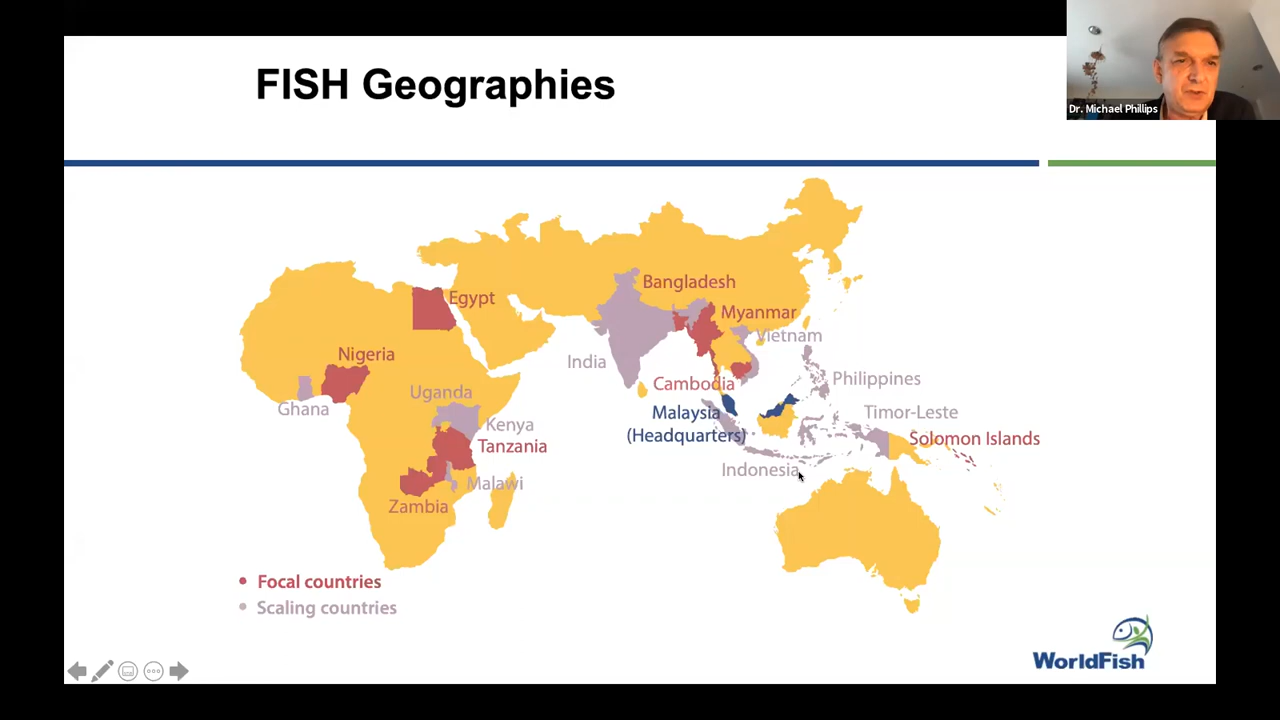 FISH Geographies
Dr. Michael Phillips
Bangladesh
Egypt
Myanmar
Vietnam
Nigeria
India
Philippines
Cambodia
Uganda
Ghana
Malaysia
(Headquarters)
Timor-Leste
Kenya
Solomon Islands
Tanzania
Indonesia
Malawi
Zambia
• Focal countries
• Scaling countries
WorldFish